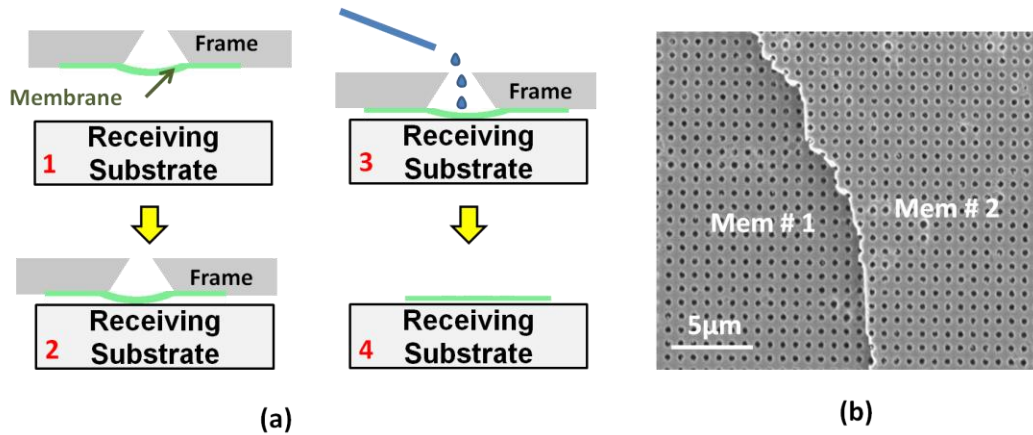 Frame
Membrane
Receiving
Substrate
1
Frame
Receiving
Substrate
2
Receiving
Substrate
3
Receiving
Substrate
4
(a)
Mem # 1
Mem # 2
5μm
(b)